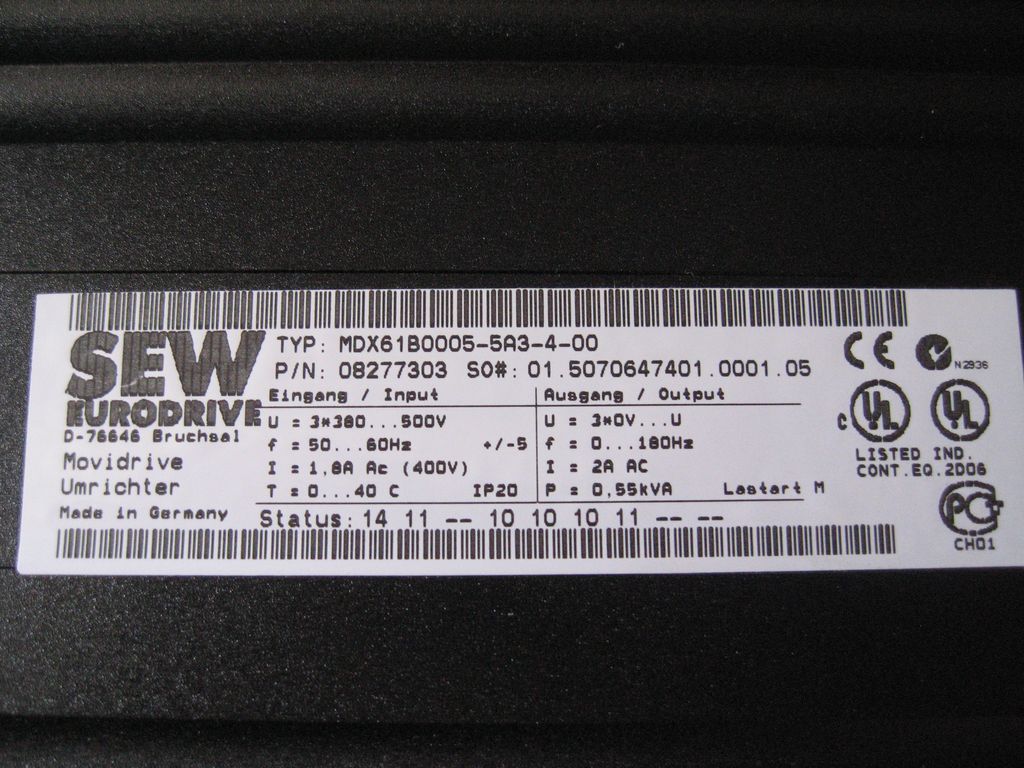 SEW
EURODRIVE
D-76646 Bruchsal
Movidrive
Umrichter
Made in Germany
TYP: MDX61B0005-5A3-4-00
P/N: 08277303 SO#: 01.5070647401.0001.05
Eingang / Input
U = 3*380...500V
f = 50...60Hz +/-5
I = 1,8A Ac (400V)
T = 0...40 C IP20
Ausgang / Output
U = 3*0V...U
f = 0...180Hz
I = 2A AC
P = 0,55kVA Lastart M
Status: 14 11 -- 10 10 10 11 -- --
CE
N2936
c UL UL
LISTED IND.
CONT.EQ.2D06
PC
CH01